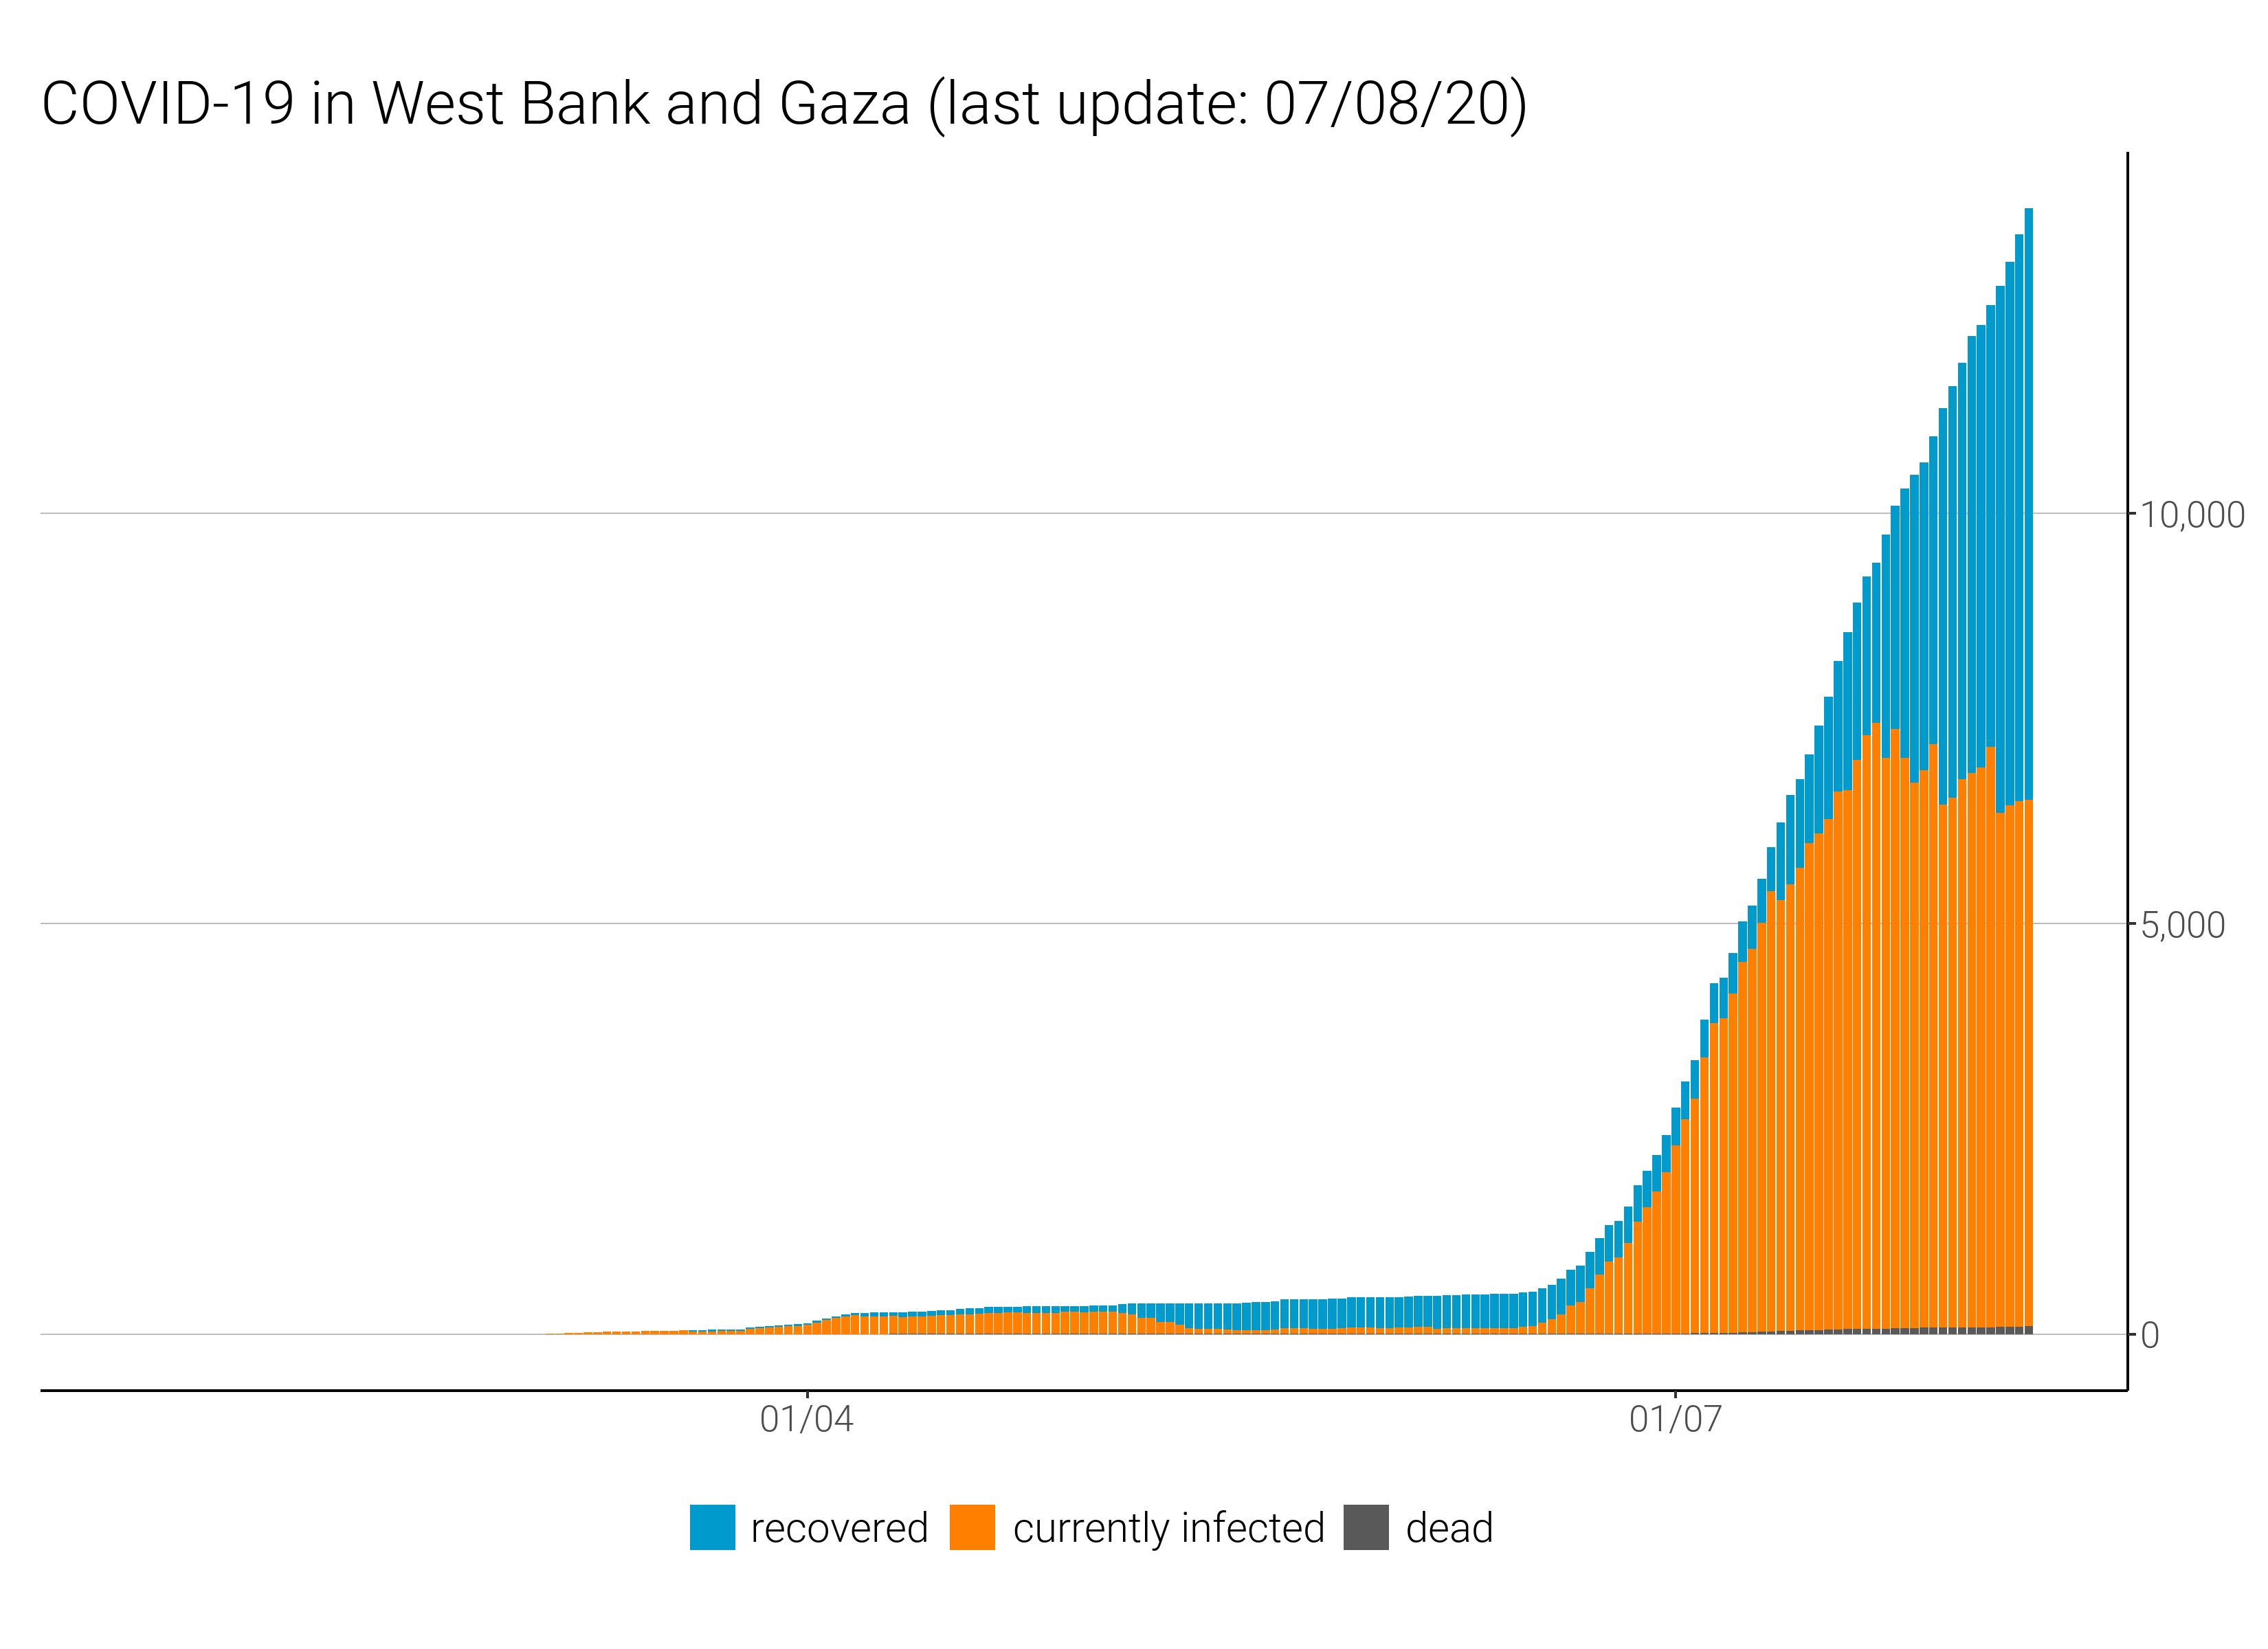 COVID-19 in West Bank and Gaza (last update: 07/08/20)
10,000
5,000
0
01/04 01/07
recovered currently infected dead